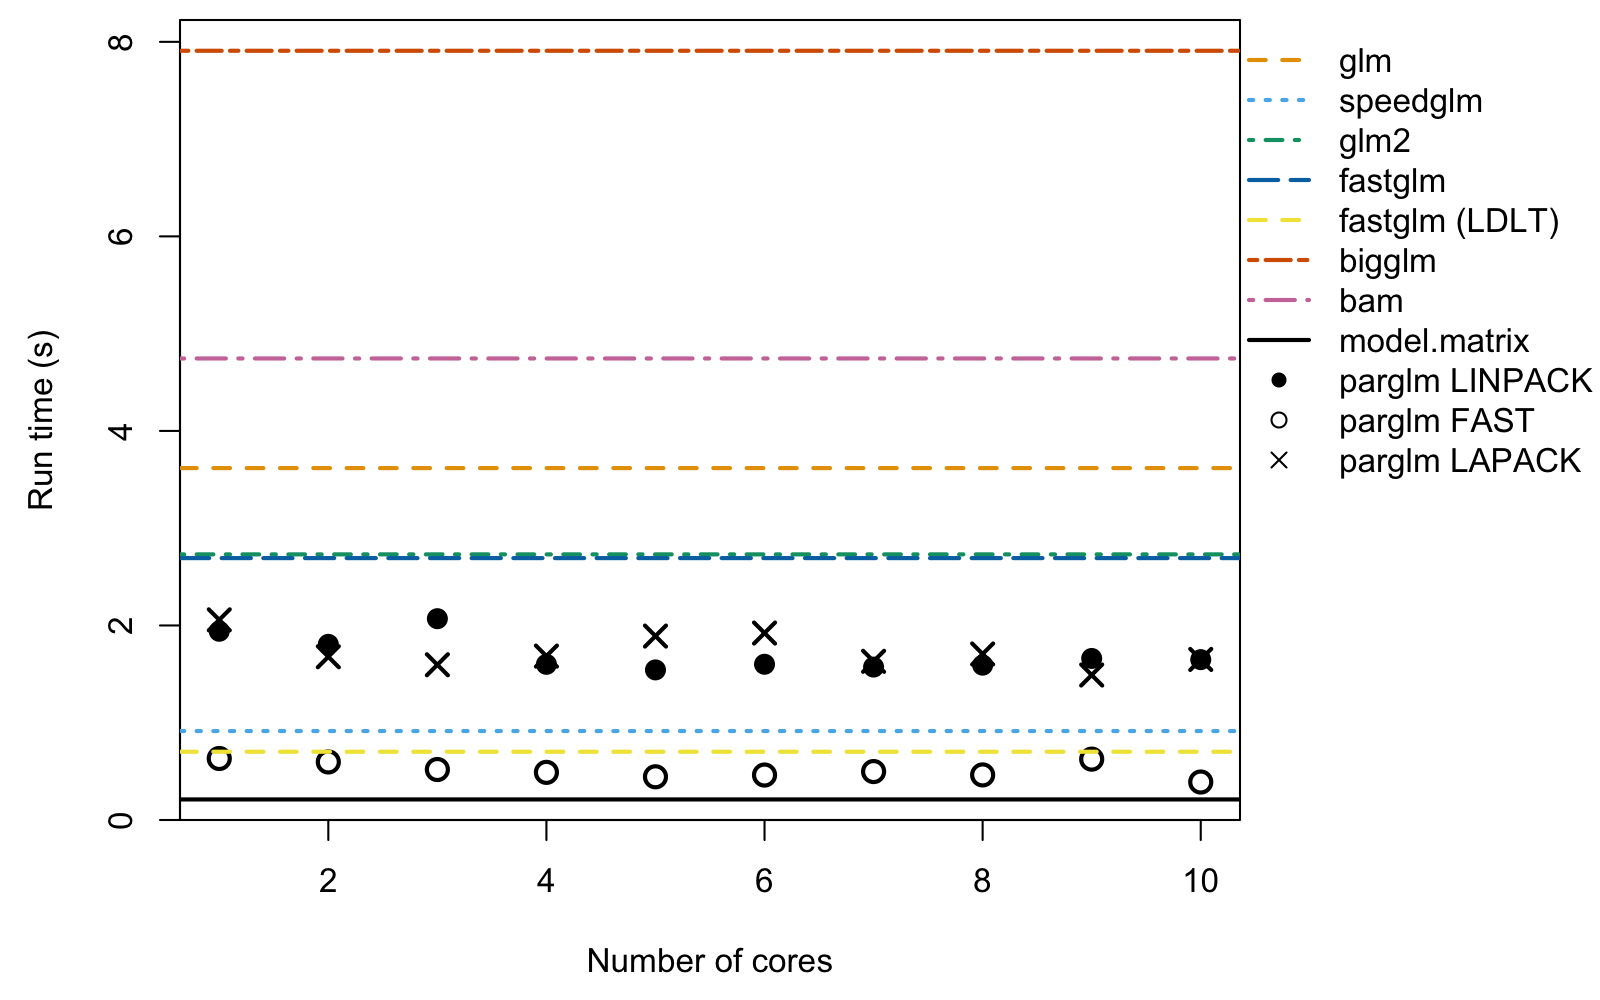 8
6
4
2
0
Run time (s)
2
4
6
8
10
Number of cores
glm
speedglm
glm2
fastglm
fastglm (LDLT)
bigglm
bam
model.matrix
parglm LINPACK
parglm FAST
parglm LAPACK